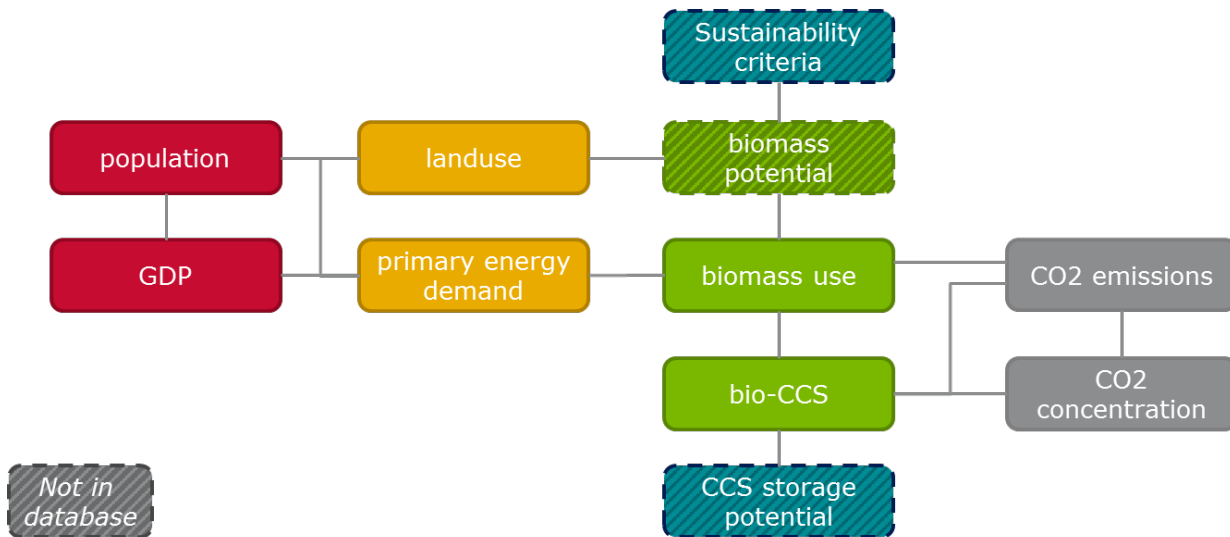 Sustainability
criteria
population
landuse
biomass
potential
GDP
primary energy
demand
biomass use
CO2 emissions
bio-CCS
CO2
concentration
Not in
database
CCS storage
potential